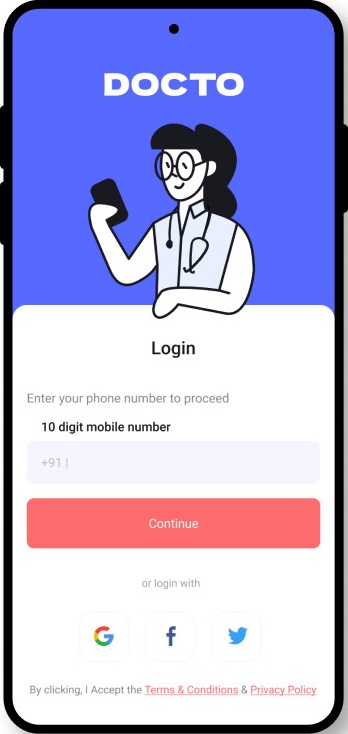 DOCTO
Login
Enter your phone number to proceed
10 digit mobile number
+91 |
Continue
or login with
By clicking, I Accept the Terms & Conditions & Privacy Policy